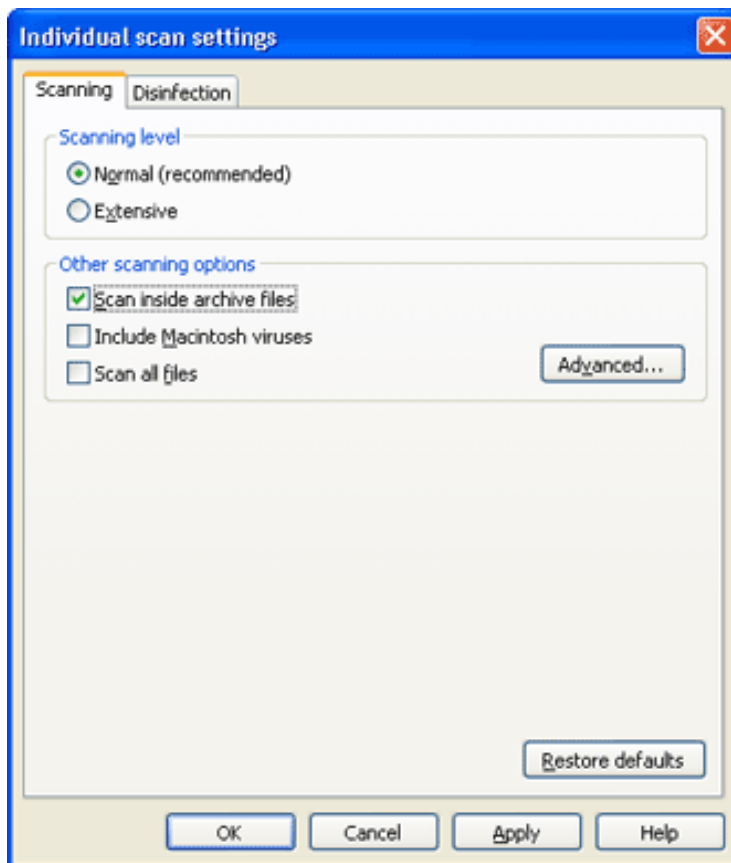 Individual scan settings
Scanning Disinfection
Scanning level
Normal (recommended)
Extensive
Other scanning options
Scan inside archive files
Include Macintosh viruses
Scan all files
Advanced...
Restore defaults
OK Cancel Apply Help